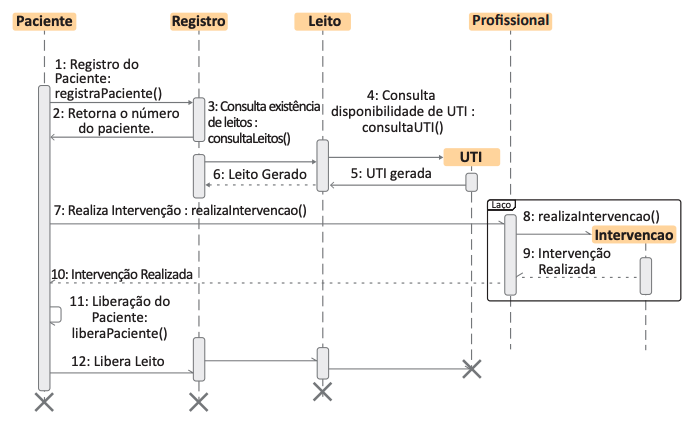 Paciente
Registro
Leito
Profissional
1: Registro do
Paciente:
registraPaciente()
2: Retorna o número
do paciente.
3: Consulta existência
de leitos :
consultaLeitos()
4: Consulta
disponibilidade de UTI :
consultaUTI()
UTI
5: UTI gerada
6: Leito Gerado
7: Realiza Intervenção : realizaIntervencao()
Laço
8: realizaIntervencao()
Intervencao
9: Intervenção
Realizada
10: Intervenção Realizada
11: Liberação do
Paciente:
liberaPaciente()
12: Libera Leito